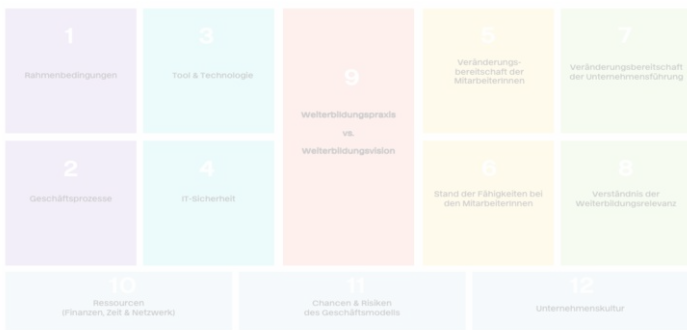 1
Rahmenbedingungen
3
Tool & Technologie
9
Weiterbildungspraxis
vs.
Weiterbildungsvision
5
Veränderungs-
bereitschaft der
MitarbeiterInnen
7
Veränderungsbereitschaft
der Unternehmensführung
2
Geschäftsprozesse
4
IT-Sicherheit
6
Stand der Fähigkeiten bei
den MitarbeiterInnen
8
Verständnis der
Weiterbildungsrelevanz
10
Ressourcen
(Finanzen, Zeit & Netzwerk)
11
Chancen & Risiken
des Geschäftsmodells
12
Unternehmenskultur